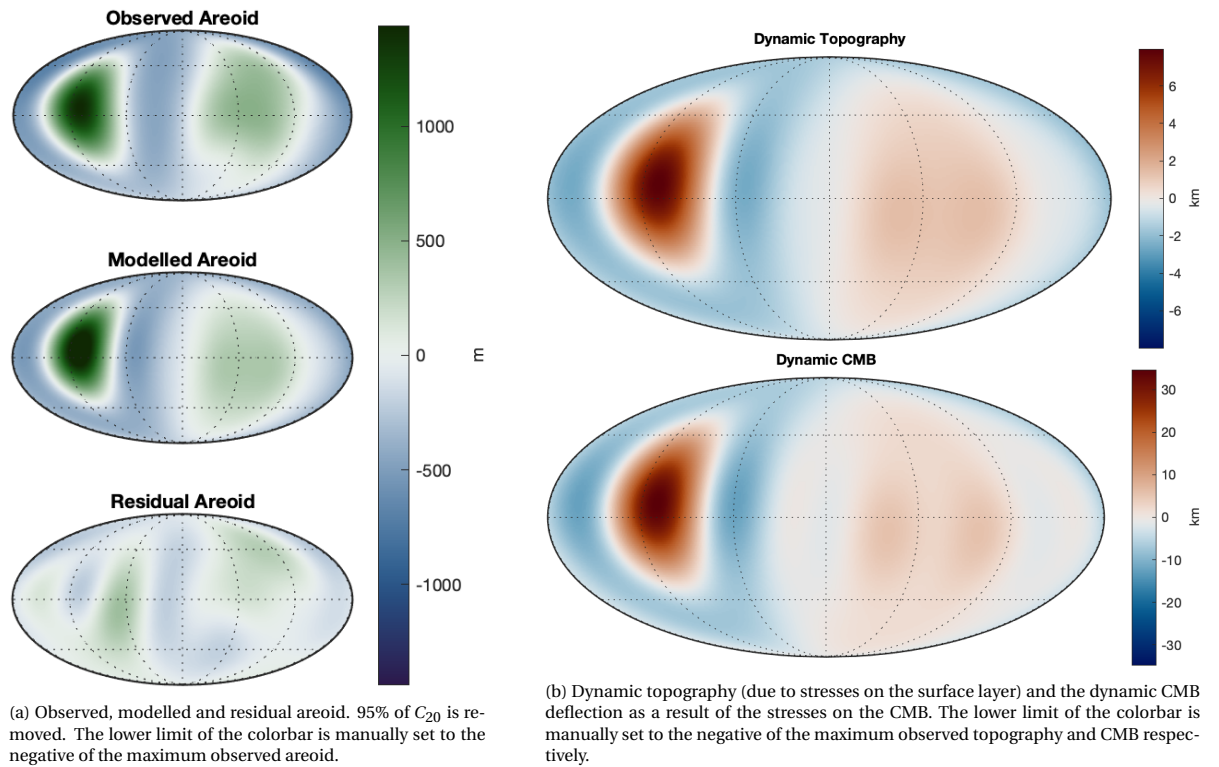 Observed Areoid
Modelled Areoid
Residual Areoid
1000
500
0
-500
-1000
m
(a) Observed, modelled and residual areoid. 95% of C20 is re-
moved. The lower limit of the colorbar is manually set to the
negative of the maximum observed areoid.
Dynamic Topography
6
4
2
0
-2
-4
-6
km
Dynamic CMB
30
20
10
0
-10
-20
-30
km
(b) Dynamic topography (due to stresses on the surface layer) and the dynamic CMB
deflection as a result of the stresses on the CMB. The lower limit of the colorbar is
manually set to the negative of the maximum observed topography and CMB respec-
tively.